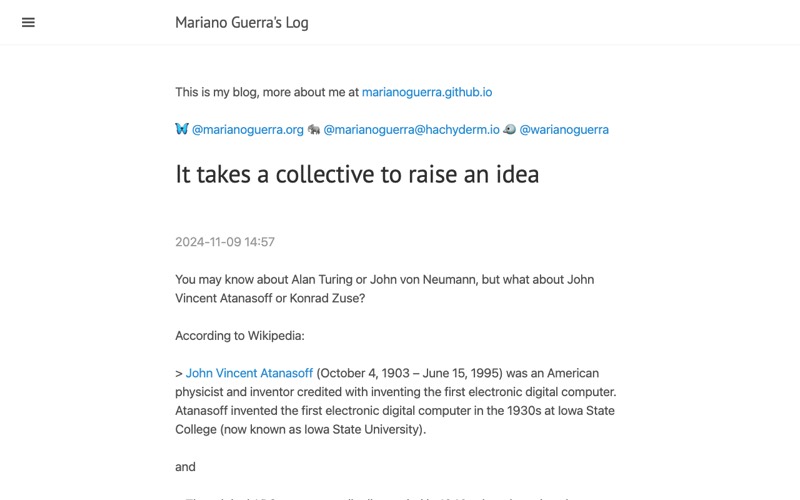 Mariano Guerra's Log
This is my blog, more about me at marianoguerra.github.io
@marianoguerra.org @marianoguerra@hachyderm.io @warianoguerra
It takes a collective to raise an idea
2024-11-09 14:57
You may know about Alan Turing or John von Neumann, but what about John
Vincent Atanasoff or Konrad Zuse?
According to Wikipedia:
> John Vincent Atanasoff (October 4, 1903 – June 15, 1995) was an American
physicist and inventor credited with inventing the first electronic digital computer.
Atanasoff invented the first electronic digital computer in the 1930s at Iowa State
College (now known as Iowa State University).
and